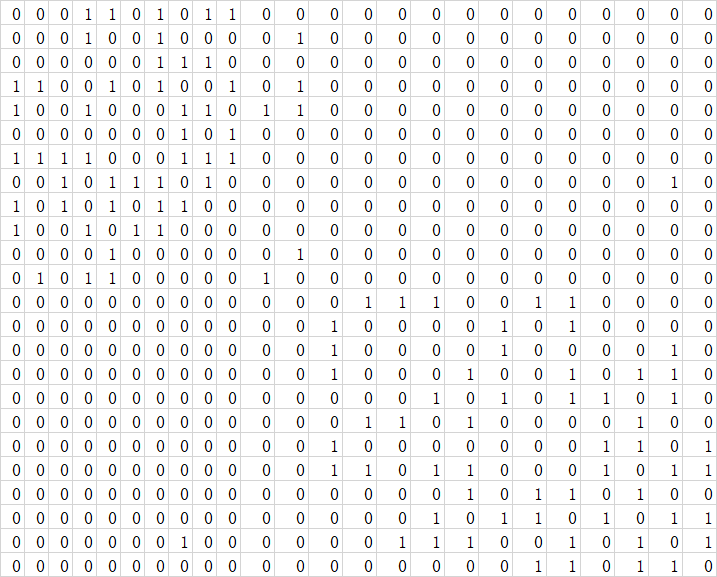 0 0 0 1 1 0 1 0 1 1 0 0 0 0 0 0 0 0 0 0 0 0 0 0
0 0 0 1 0 0 1 0 0 0 0 1 0 0 0 0 0 0 0 0 0 0 0 0
0 0 0 0 0 0 1 1 1 0 0 0 0 0 0 0 0 0 0 0 0 0 0 0
1 1 0 0 1 0 1 0 0 1 0 1 0 0 0 0 0 0 0 0 0 0 0 0
1 0 0 1 0 0 0 1 1 0 1 1 0 0 0 0 0 0 0 0 0 0 0 0
0 0 0 0 0 0 0 1 0 1 0 0 0 0 0 0 0 0 0 0 0 0 0 0
1 1 1 1 0 0 0 1 1 1 0 0 0 0 0 0 0 0 0 0 0 0 0 0
0 0 1 0 1 1 1 0 1 0 0 0 0 0 0 0 0 0 0 0 0 0 1 0
1 0 1 0 1 0 1 1 0 0 0 0 0 0 0 0 0 0 0 0 0 0 0 0
1 0 0 1 0 1 1 0 0 0 0 0 0 0 0 0 0 0 0 0 0 0 0 0
0 0 0 0 1 0 0 0 0 0 0 1 0 0 0 0 0 0 0 0 0 0 0 0
0 1 0 1 1 0 0 0 0 0 1 0 0 0 0 0 0 0 0 0 0 0 0 0
0 0 0 0 0 0 0 0 0 0 0 0 0 1 1 1 0 0 1 1 0 0 0 0
0 0 0 0 0 0 0 0 0 0 0 0 1 0 0 0 0 1 0 1 0 0 0 0
0 0 0 0 0 0 0 0 0 0 0 0 1 0 0 0 0 1 0 0 0 0 1 0
0 0 0 0 0 0 0 0 0 0 0 0 1 0 0 0 1 0 0 1 0 1 1 0
0 0 0 0 0 0 0 0 0 0 0 0 0 0 0 1 0 1 0 1 1 0 1 0
0 0 0 0 0 0 0 0 0 0 0 0 0 1 1 0 1 0 0 0 0 1 0 0
0 0 0 0 0 0 0 0 0 0 0 0 1 0 0 0 0 0 0 0 1 1 0 1
0 0 0 0 0 0 0 0 0 0 0 0 1 1 0 1 1 0 0 0 1 0 1 1
0 0 0 0 0 0 0 0 0 0 0 0 0 0 0 0 1 0 1 1 0 1 0 0
0 0 0 0 0 0 0 0 0 0 0 0 0 0 0 1 0 1 1 0 1 0 1 1
0 0 0 0 0 0 0 1 0 0 0 0 0 0 1 1 1 0 0 1 0 1 0 1
0 0 0 0 0 0 0 0 0 0 0 0 0 0 0 0 0 0 1 1 0 1 1 0